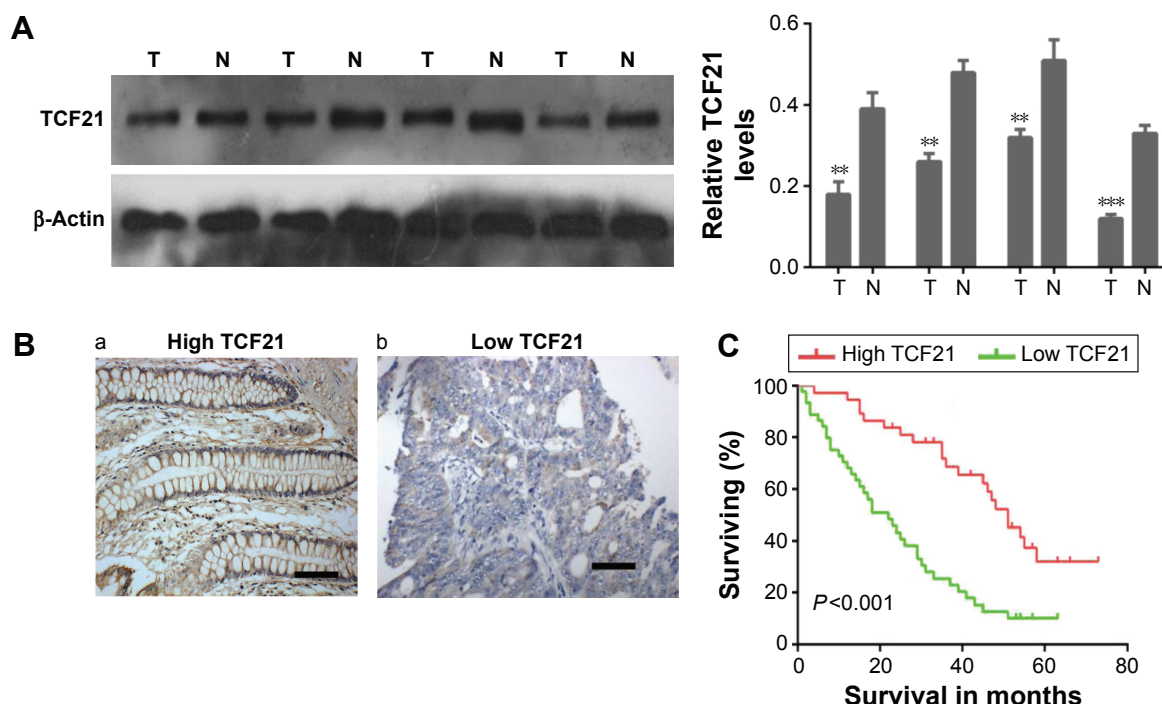 A
T N T N T N T N
TCF21
β-Actin
Relative TCF21
levels
0.6
0.4
0.2
0.0
** ** ** ***
T N T N T N T N
B
a High TCF21
b Low TCF21
C
High TCF21 Low TCF21
Surviving (%)
100
80
60
40
20
0
P<0.001
0 20 40 60 80
Survival in months